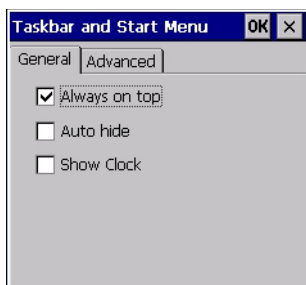 Taskbar and Start Menu OK ×
General Advanced
Always on top
Auto hide
Show Clock